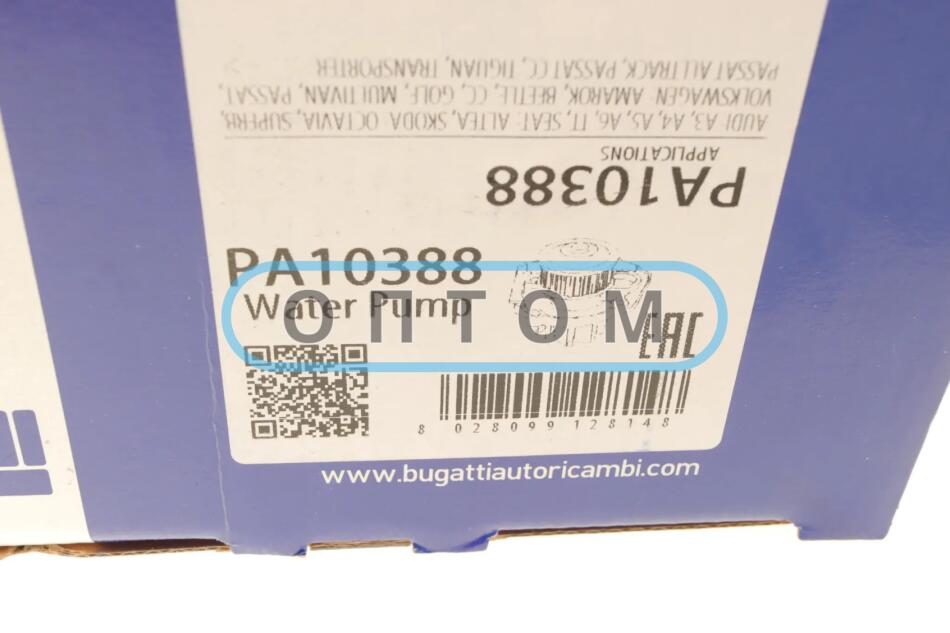 PASSAT ALLTRACK, PASSAT CC, TIGUAN, TRANSPORTER
VOLKSWAGEN: AMAROK, BEETLE, CC, GOLF, MULTIVAN, PASSAT,
AUDI: A3, A4, A5, A6, TT, SEAT: ALTEA, SKODA: OCTAVIA, SUPERB,
APPLICATIONS
PA10388
PA10388
Water Pump
ОПТОМ
EAC
8 028099 128148
www.bugattiautoricambi.com